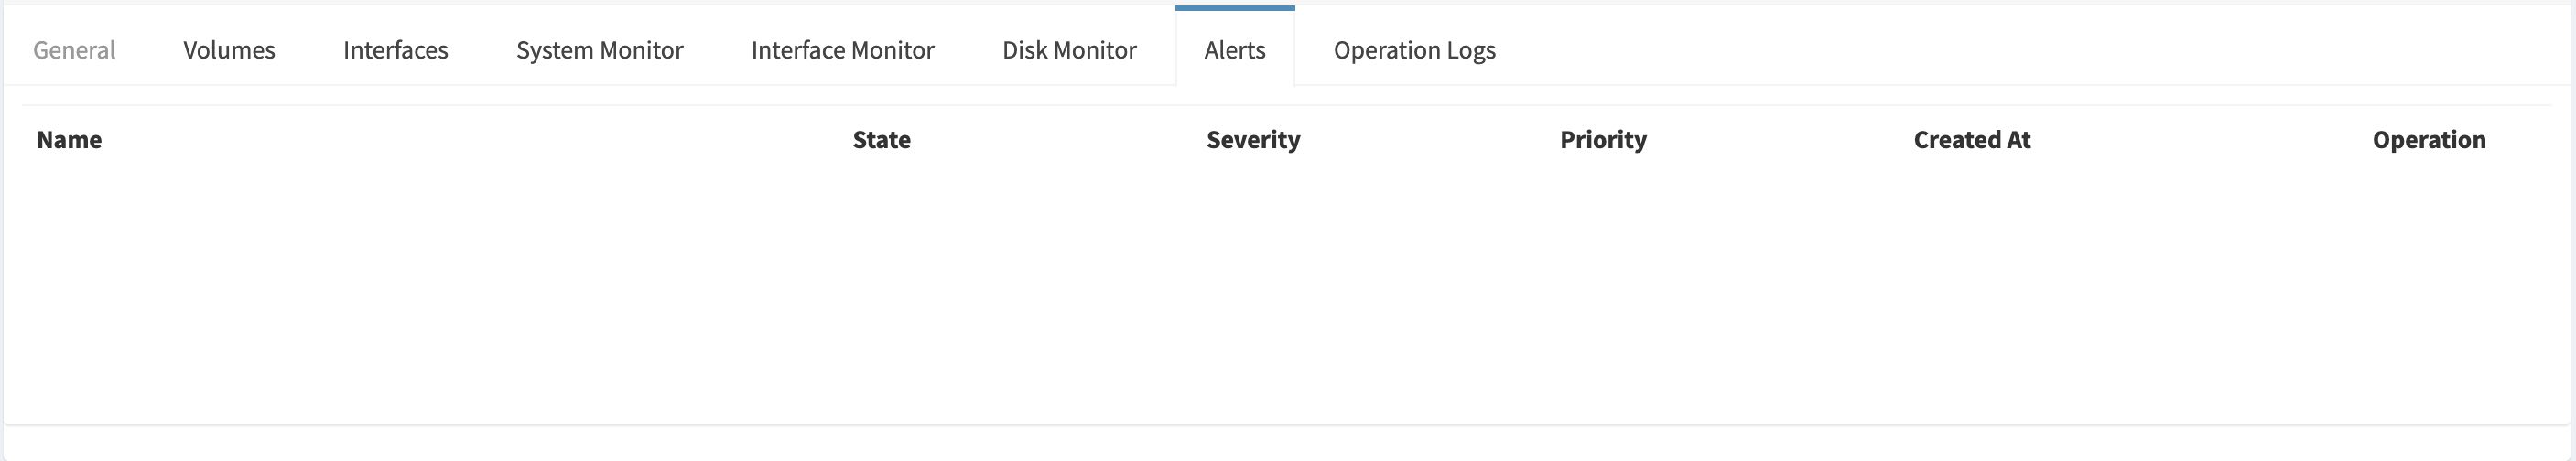 General Volumes Interfaces System Monitor Interface Monitor Disk Monitor Alerts Operation Logs
Name State Severity Priority Created At Operation